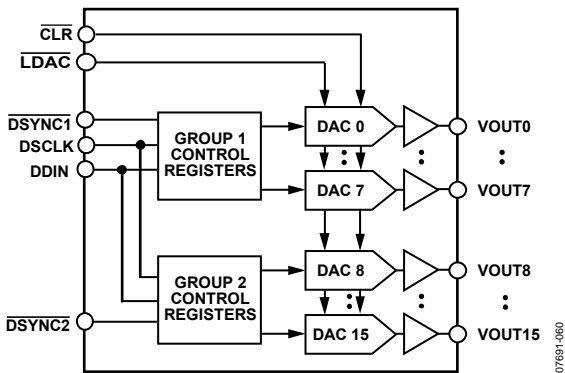 CLR
LDAC
DSYNC1
DSCLK
DDIN
DSYNC2
GROUP 1
CONTROL
REGISTERS
GROUP 2
CONTROL
REGISTERS
DAC 0
DAC 7
DAC 8
DAC 15
VOUT0
VOUT7
VOUT8
VOUT15
07691-060